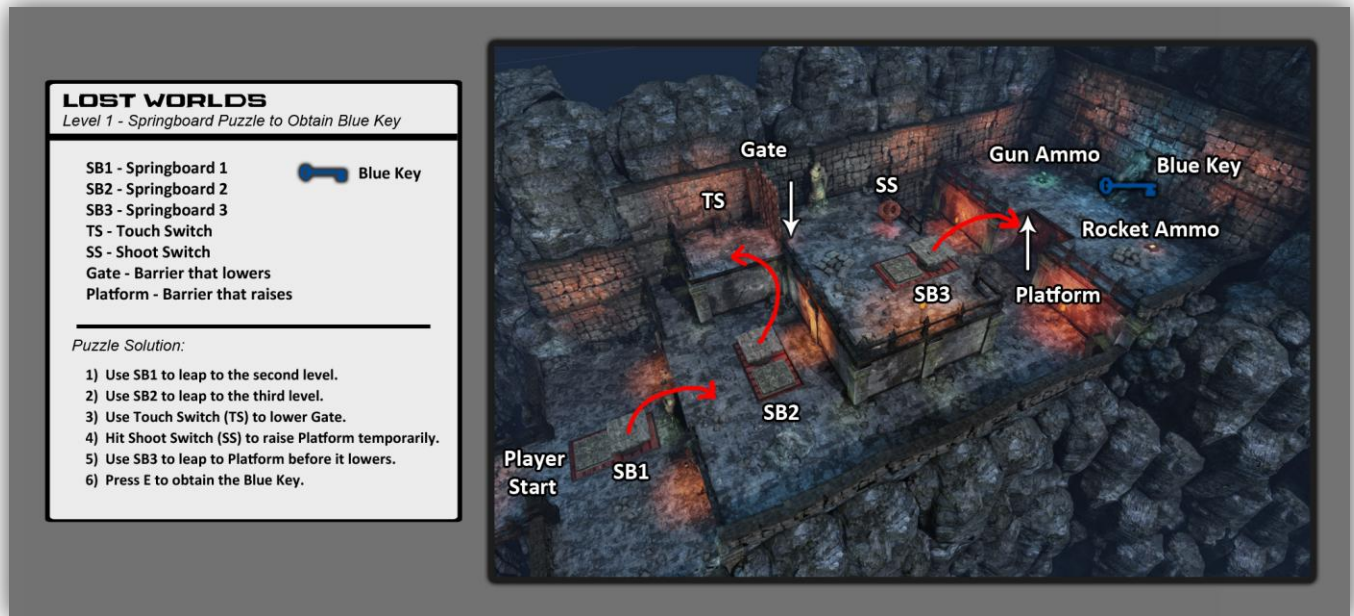 LOST WORLDS
Level 1 - Springboard Puzzle to Obtain Blue Key
SB1 - Springboard 1
SB2 - Springboard 2
SB3 - Springboard 3
TS - Touch Switch
SS - Shoot Switch
Gate - Barrier that lowers
Platform - Barrier that raises
Blue Key
Puzzle Solution:
1) Use SB1 to leap to the second level.
2) Use SB2 to leap to the third level.
3) Use Touch Switch (TS) to lower Gate.
4) Hit Shoot Switch (SS) to raise Platform temporarily.
5) Use SB3 to leap to Platform before it lowers.
6) Press E to obtain the Blue Key.
Gate
Gun Ammo
Blue Key
TS
SS
Rocket Ammo
SB3
Platform
SB2
Player
Start
SB1